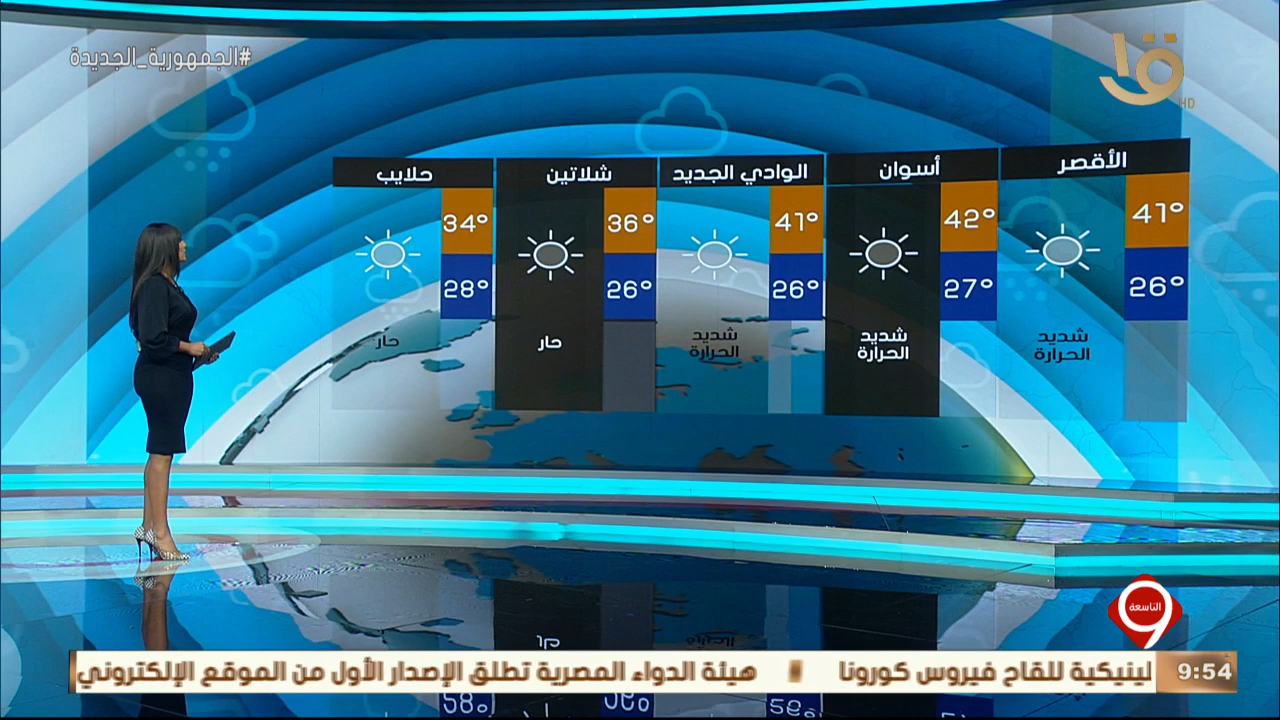 #الجمهورية_الجديدة
HD
الأقصر
41°
26°
شديد
الحرارة
أسوان
42°
27°
شديد
الحرارة
الوادي الجديد
41°
26°
شديد
الحرارة
شلاتين
36°
26°
حار
حلايب
34°
28°
حار
التاسعة
9
9:54
لينيكية للقاح فيروس كورونا
هيئة الدواء المصرية تطلق الإصدار الأول من الموقع الإلكتروني